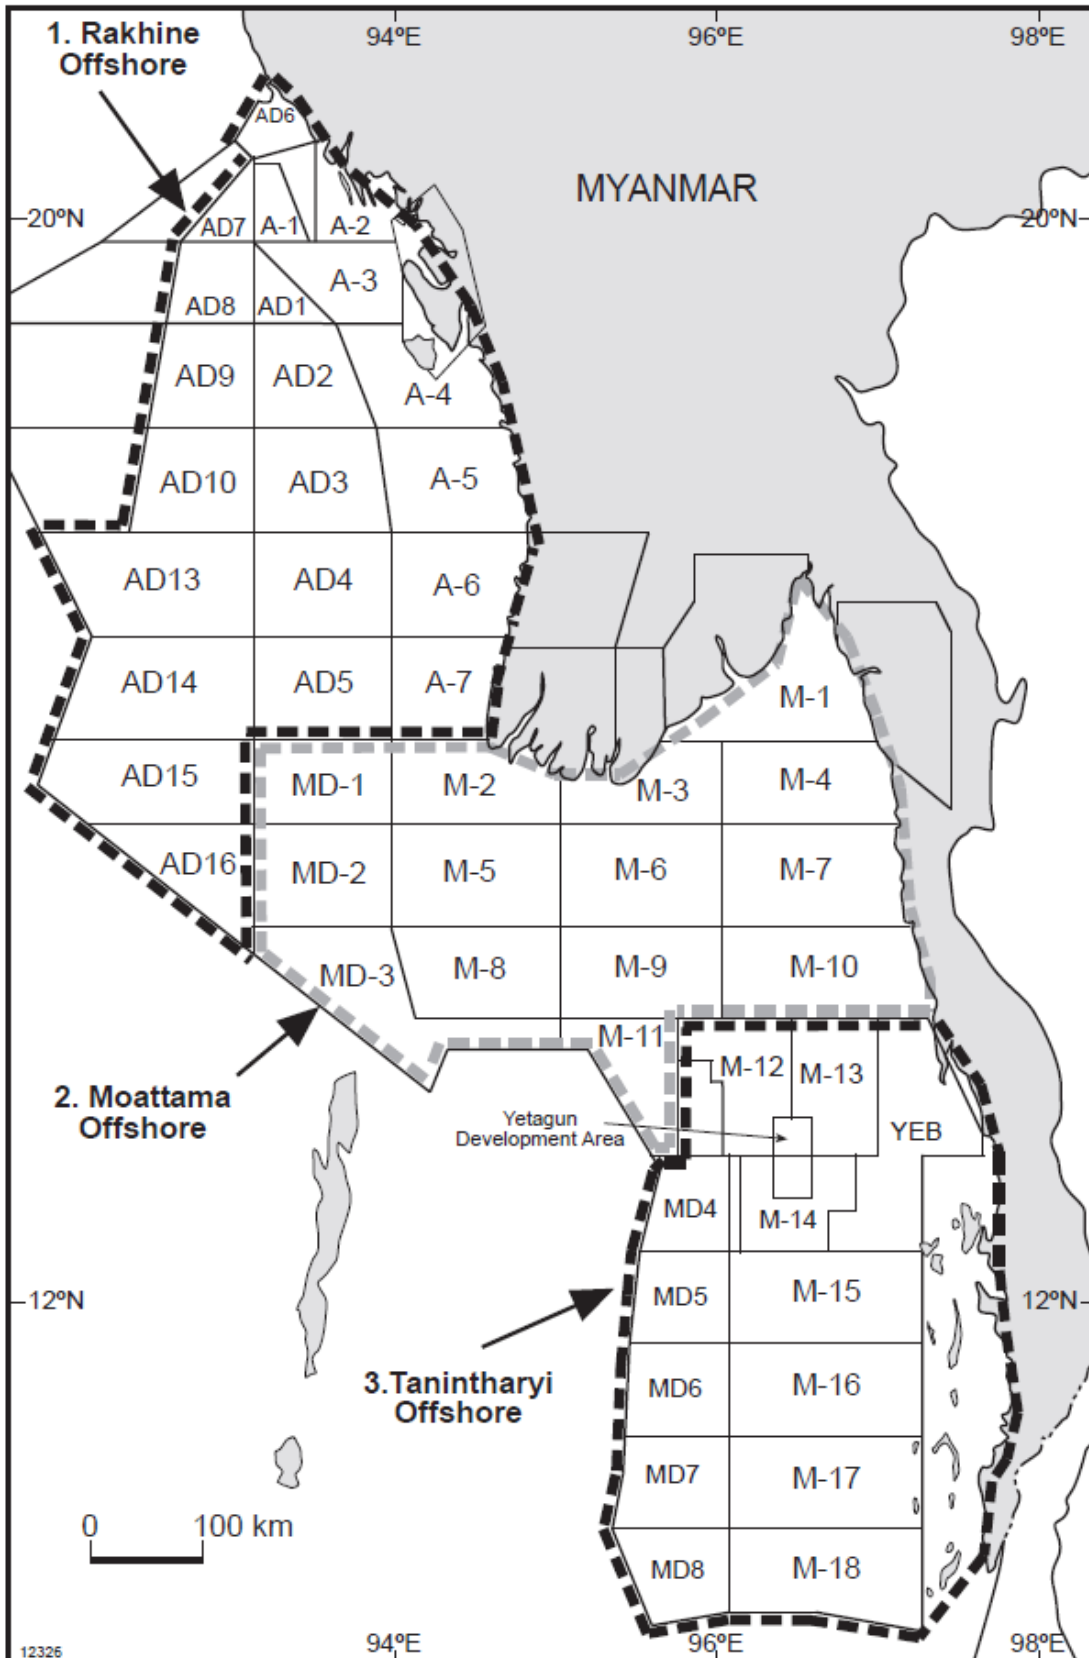 94ºE
96ºE
98ºE
1. Rakhine
Offshore
AD6
MYANMAR
20ºN
20ºN
AD7
A-1
A-2
A-3
AD8
AD1
AD9
AD2
A-4
AD10
AD3
A-5
AD13
AD4
A-6
AD14
AD5
A-7
M-1
AD15
MD-1
M-2
M-3
M-4
AD16
MD-2
M-5
M-6
M-7
MD-3
M-8
M-9
M-10
M-11
M-12
M-13
2. Moattama
Offshore
Yetagun
Development Area
YEB
MD4
M-14
12ºN
MD5
M-15
12ºN
3.Tanintharyi
Offshore
MD6
M-16
MD7
M-17
0
100 km
MD8
M-18
12326
94ºE
96ºE
98ºE